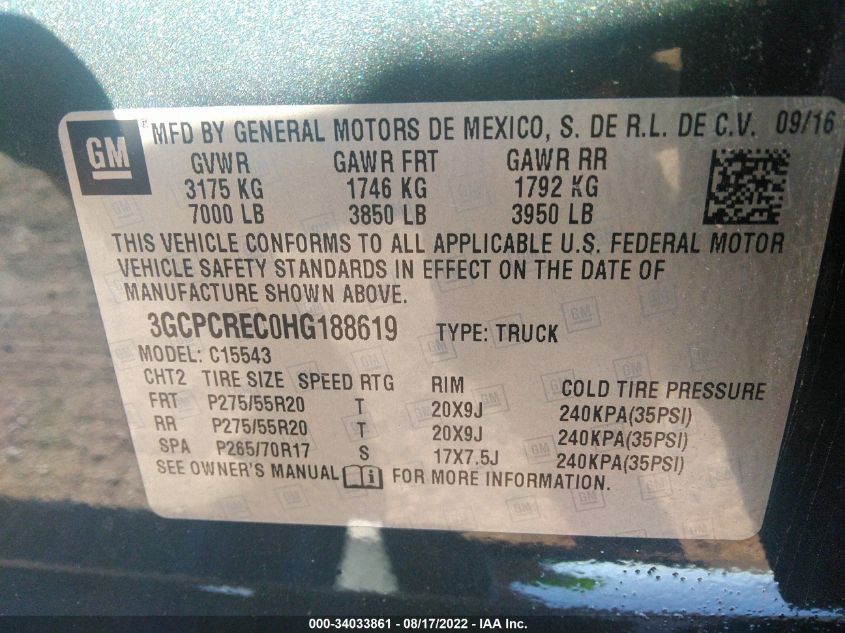 GM® MFD BY GENERAL MOTORS DE MEXICO, S. DE R.L. DE C.V. 09/16
GVWR GAWR FRT GAWR RR
3175 KG 1746 KG 1792 KG
7000 LB 3850 LB 3950 LB
THIS VEHICLE CONFORMS TO ALL APPLICABLE U.S. FEDERAL MOTOR
VEHICLE SAFETY STANDARDS IN EFFECT ON THE DATE OF
MANUFACTURE SHOWN ABOVE.
3GCPCREC0HG188619 TYPE: TRUCK
MODEL: C15543
CHT2 TIRE SIZE SPEED RTG RIM COLD TIRE PRESSURE
FRT P275/55R20 T 20X9J 240KPA(35PSI)
RR P275/55R20 T 20X9J 240KPA(35PSI)
SPA P265/70R17 S 17X7.5J 240KPA(35PSI)
SEE OWNER'S MANUAL i FOR MORE INFORMATION.
000-34033861 - 08/17/2022 - IAA Inc.